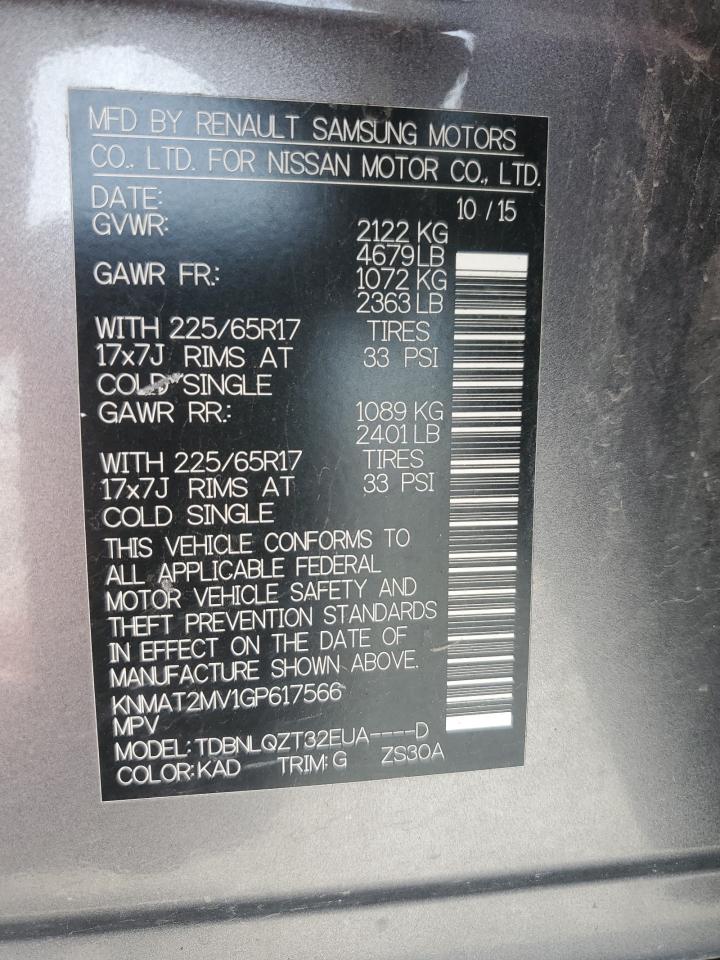 MFD BY RENAULT SAMSUNG MOTORS
CO., LTD. FOR NISSAN MOTOR CO., LTD.
DATE: 10 / 15
GVWR: 2122 KG
4679 LB
GAWR FR.: 1072 KG
2363 LB
WITH 225/65R17 TIRES
17x7J RIMS AT 33 PSI
COLD SINGLE
GAWR RR.: 1089 KG
2401 LB
WITH 225/65R17 TIRES
17x7J RIMS AT 33 PSI
COLD SINGLE
THIS VEHICLE CONFORMS TO
ALL APPLICABLE FEDERAL
MOTOR VEHICLE SAFETY AND
THEFT PREVENTION STANDARDS
IN EFFECT ON THE DATE OF
MANUFACTURE SHOWN ABOVE.
KNMAT2MV1GP617566
MPV
MODEL: TDBNLQZT32EUA----D
COLOR: KAD TRIM: G ZS30A